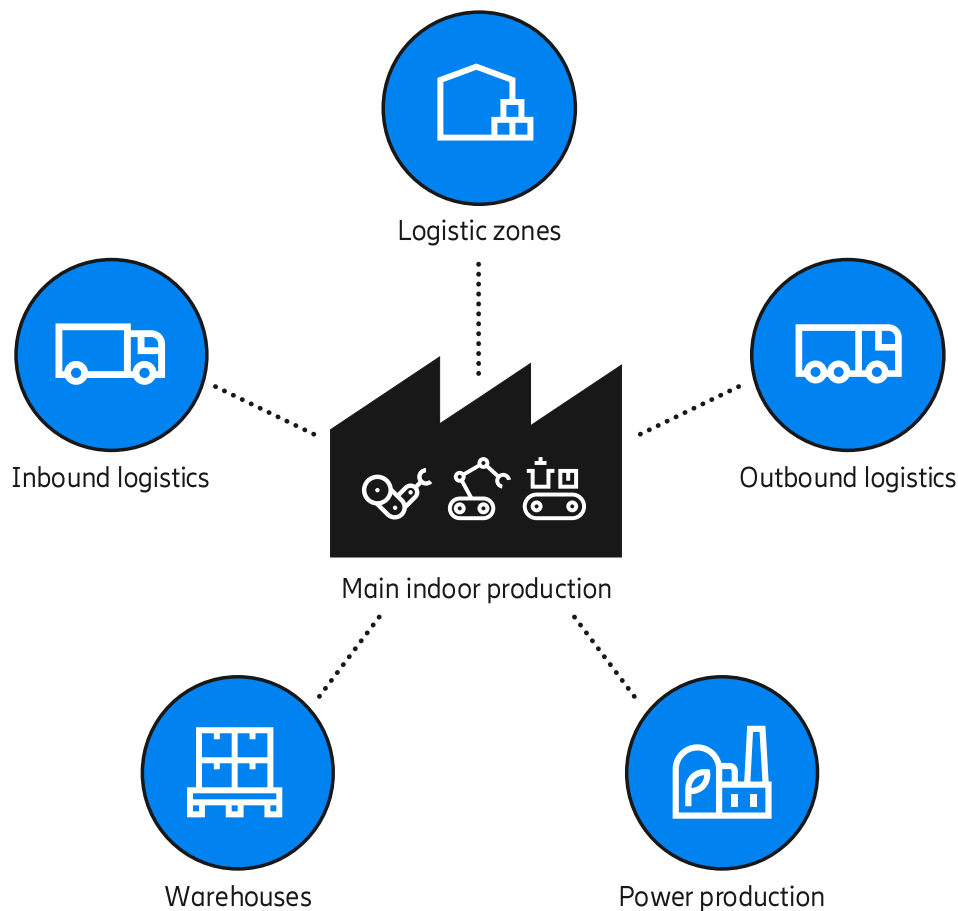 Logistic zones
Inbound logistics
Outbound logistics
Main indoor production
Warehouses
Power production